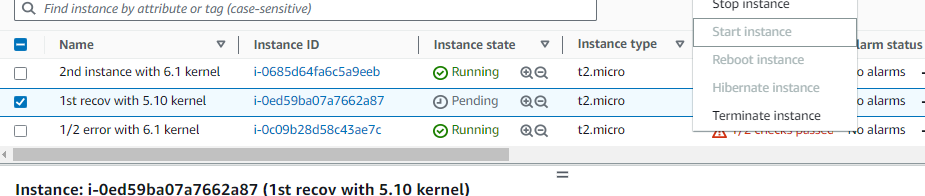 Find instance by attribute or tag (case-sensitive)
Stop instance
Start instance
Reboot instance
Hibernate instance
Terminate instance
Name Instance ID Instance state Instance type larm status
2nd instance with 6.1 kernel i-0685d64fa6c5a9eeb Running t2.micro o alarms
1st recov with 5.10 kernel i-0ed59ba07a7662a87 Pending t2.micro o alarms
1/2 error with 6.1 kernel i-0c09b28d58c43ae7c Running t2.micro 1/2 checks passed No alarms
Instance: i-0ed59ba07a7662a87 (1st recov with 5.10 kernel)